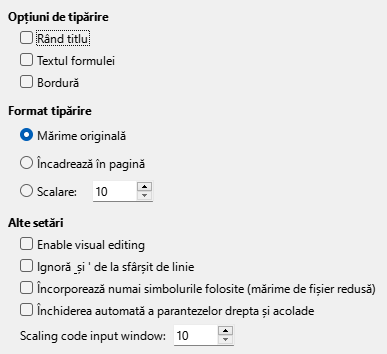 Opțiuni de tipărire
Rând titlu
Textul formulei
Bordură
Format tipărire
Mărime originală
Încadrează în pagină
Scalare: 10
Alte setări
Enable visual editing
Ignoră ˷și ' de la sfârșit de linie
Încorporează numai simbolurile folosite (mărime de fișier redusă)
Închiderea automată a parantezelor drepta și acolade
Scaling code input window: 10